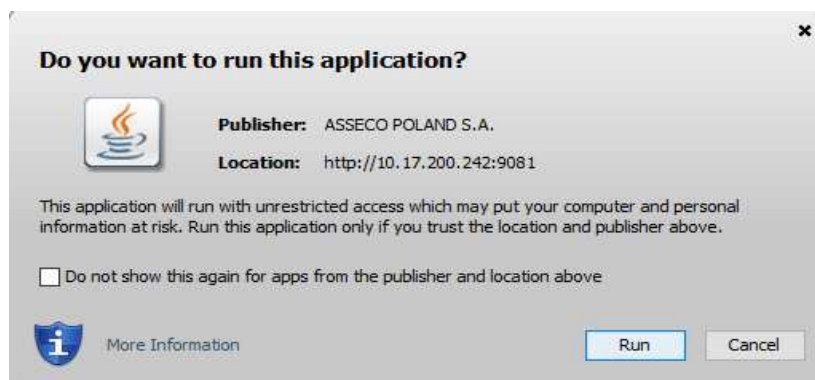 Do you want to run this application?
Publisher: ASSECO POLAND S.A.
Location: http://10.17.200.242:9081
This application will run with unrestricted access which may put your computer and personal
information at risk. Run this application only if you trust the location and publisher above.
Do not show this again for apps from the publisher and location above
More Information
Run Cancel